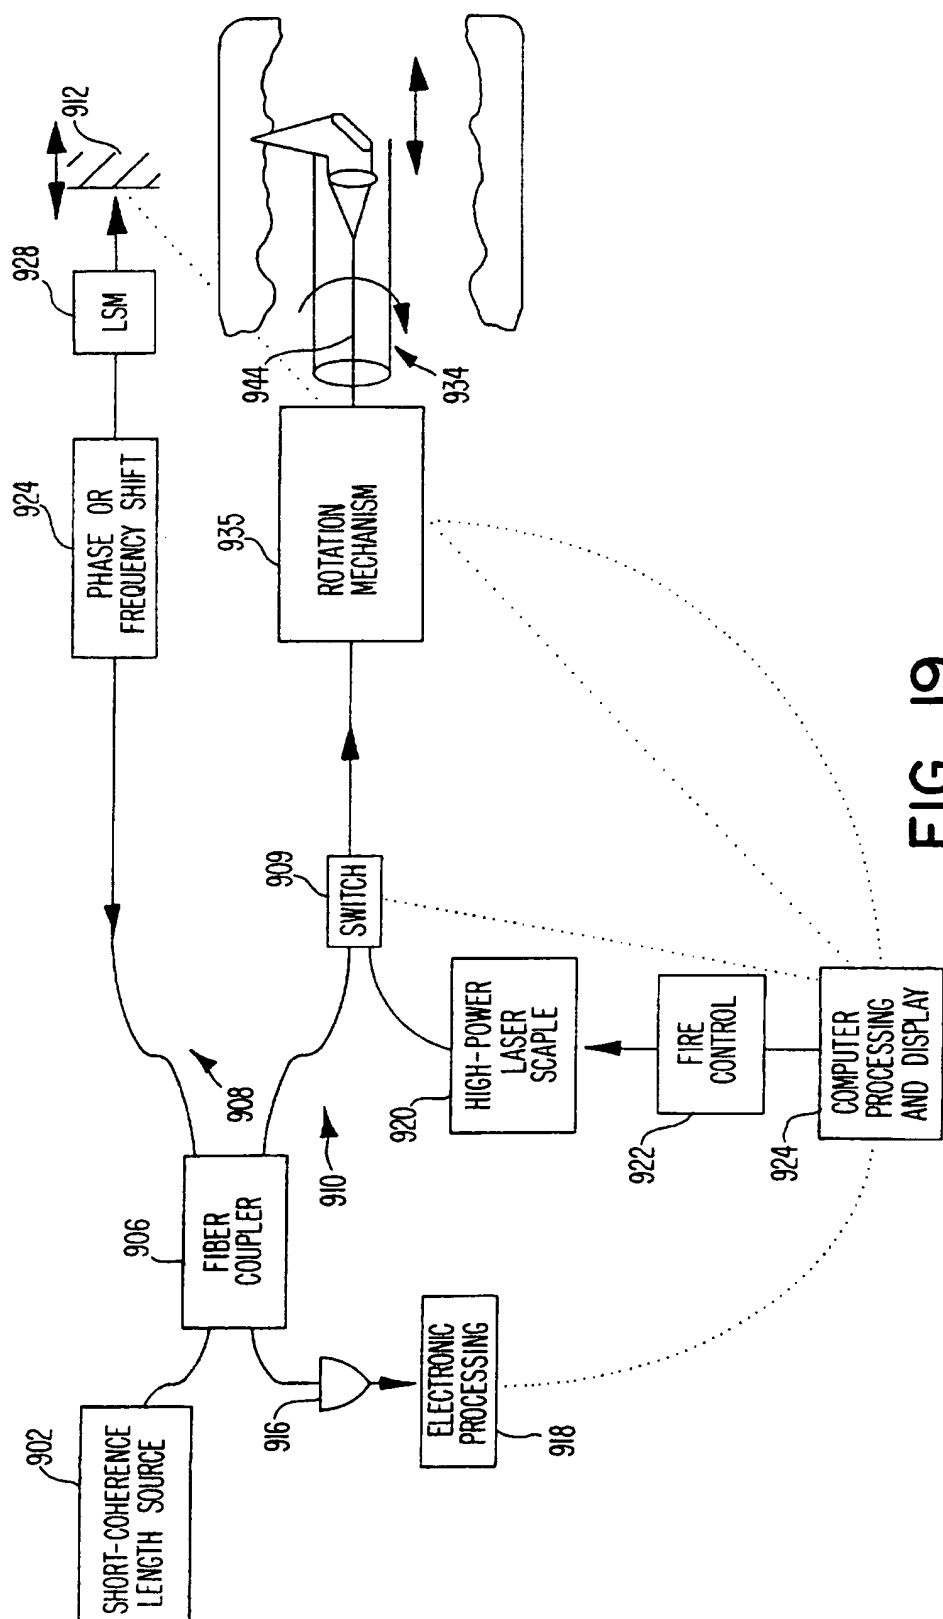 902
SHORT-COHERENCE
LENGTH SOURCE
906
FIBER
COUPLER
916
ELECTRONIC
PROCESSING
918
908
910
924
PHASE OR
FREQUENCY SHIFT
928
LSM
912
909
SWITCH
935
ROTATION
MECHANISM
944
934
HIGH-POWER
LASER
SCAPLE
920
FIRE
CONTROL
922
COMPUTER
PROCESSING
AND DISPLAY
924
FIG. 19